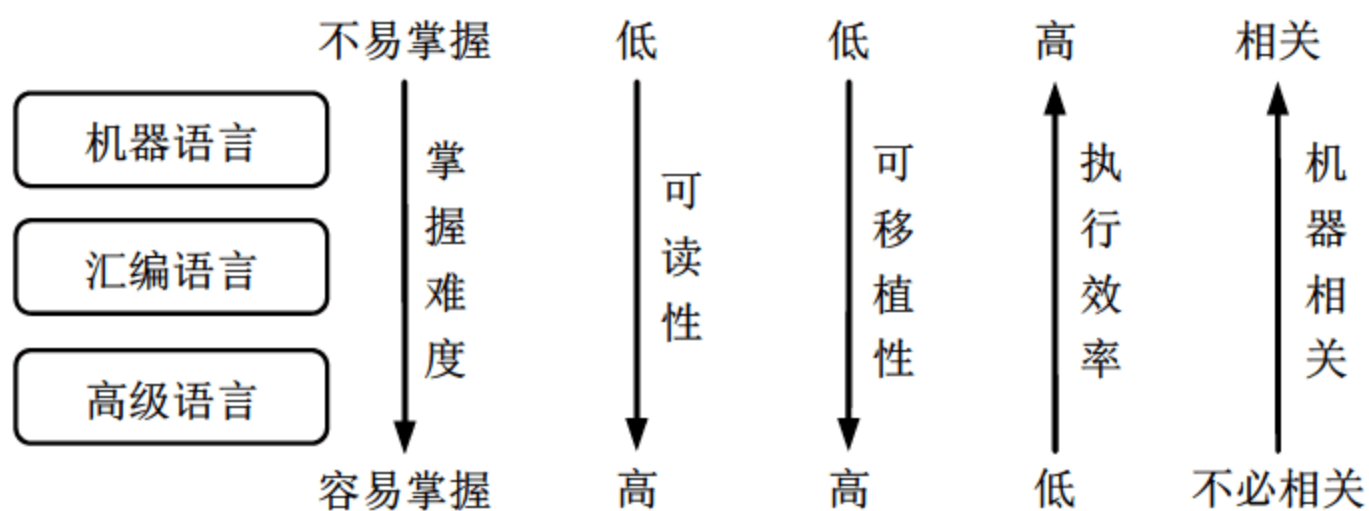 不易掌握 低 低 高 相关
机器语言
汇编语言
高级语言
掌握难度
可读性
可移植性
执行效率
机器相关
容易掌握 高 高 低 不必相关